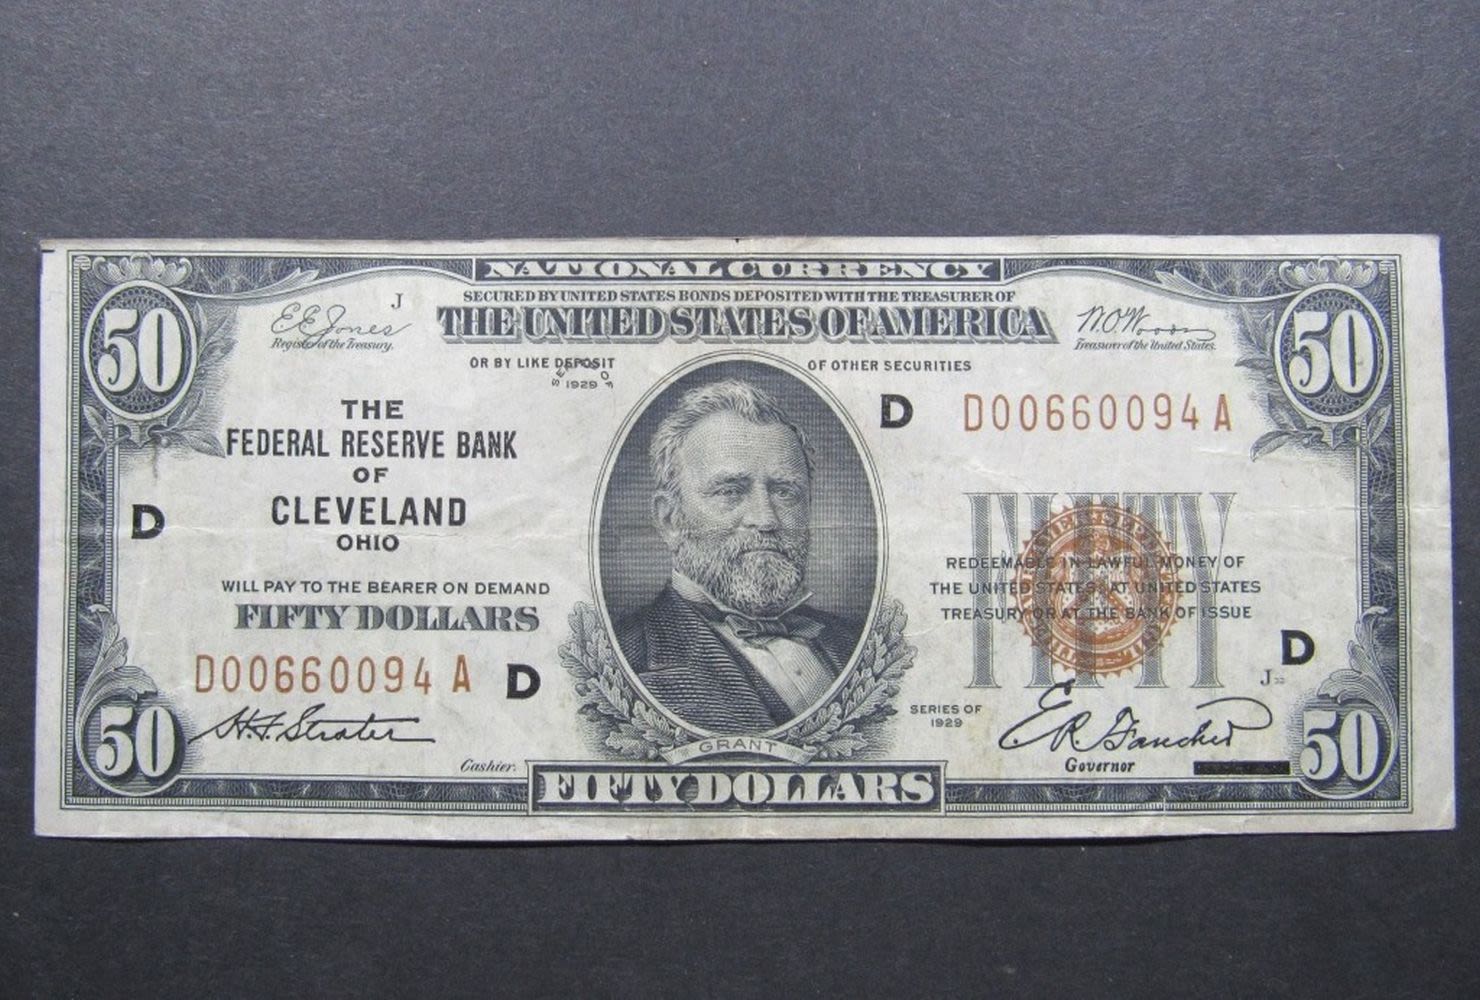 NATIONAL CURRENCY
SECURED BY UNITED STATES BONDS DEPOSITED WITH THE TREASURER OF
THE UNITED STATES OF AMERICA
OR BY LIKE DEPOSIT OF OTHER SECURITIES
SERIES OF 1929
50
50
E E Jones
Register of the Treasury.
J
W.O. Woods
Treasurer of the United States.
THE
FEDERAL RESERVE BANK
OF
CLEVELAND
OHIO
D
D D00660094 A
WILL PAY TO THE BEARER ON DEMAND
FIFTY DOLLARS
D00660094 A D
FIFTY
REDEEMABLE IN LAWFUL MONEY OF
THE UNITED STATES AT UNITED STATES
TREASURY OR AT THE BANK OF ISSUE
D
J
SERIES OF
1929
H.F. Strater
Cashier.
E R Fancher
Governor
GRANT
50
FIFTY DOLLARS
50